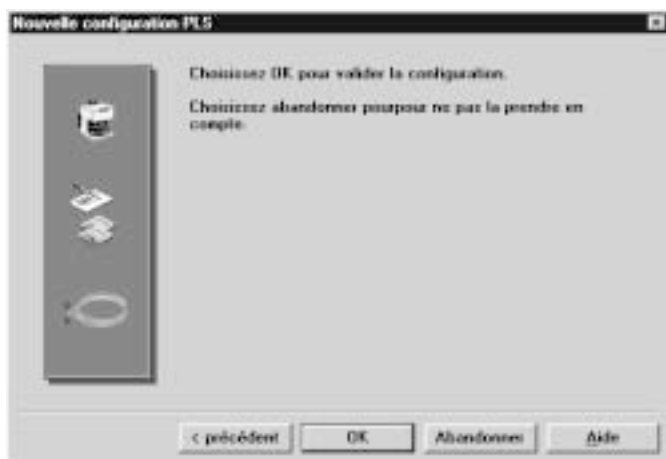 Nouvelle configuration PLS
Choisissez OK pour valider la configuration.
Choisissez abandonner pourpour ne pas la prendre en
compte.
< précédent
OK
Abandonner
Aide